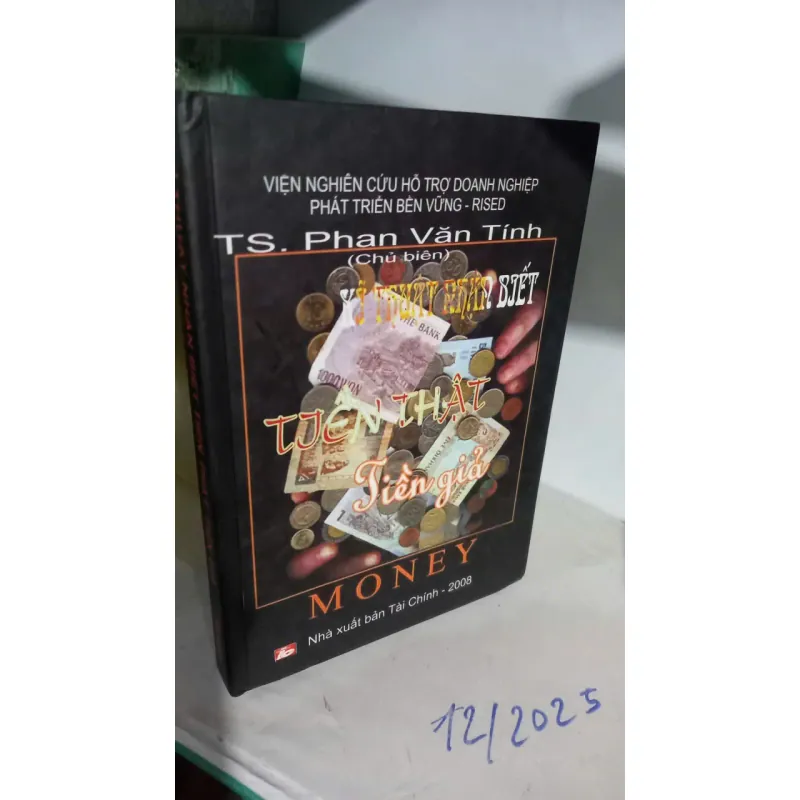 VIỆN NGHIÊN CỨU HỖ TRỢ DOANH NGHIỆP
PHÁT TRIỂN BỀN VỮNG - RISED
TS. Phan Văn Tính
(Chủ biên)
KỸ THUẬT NHẬN BIẾT
TIỀN THẬT
Tiền giả
MONEY
Nhà xuất bản Tài Chính - 2008
12/2025